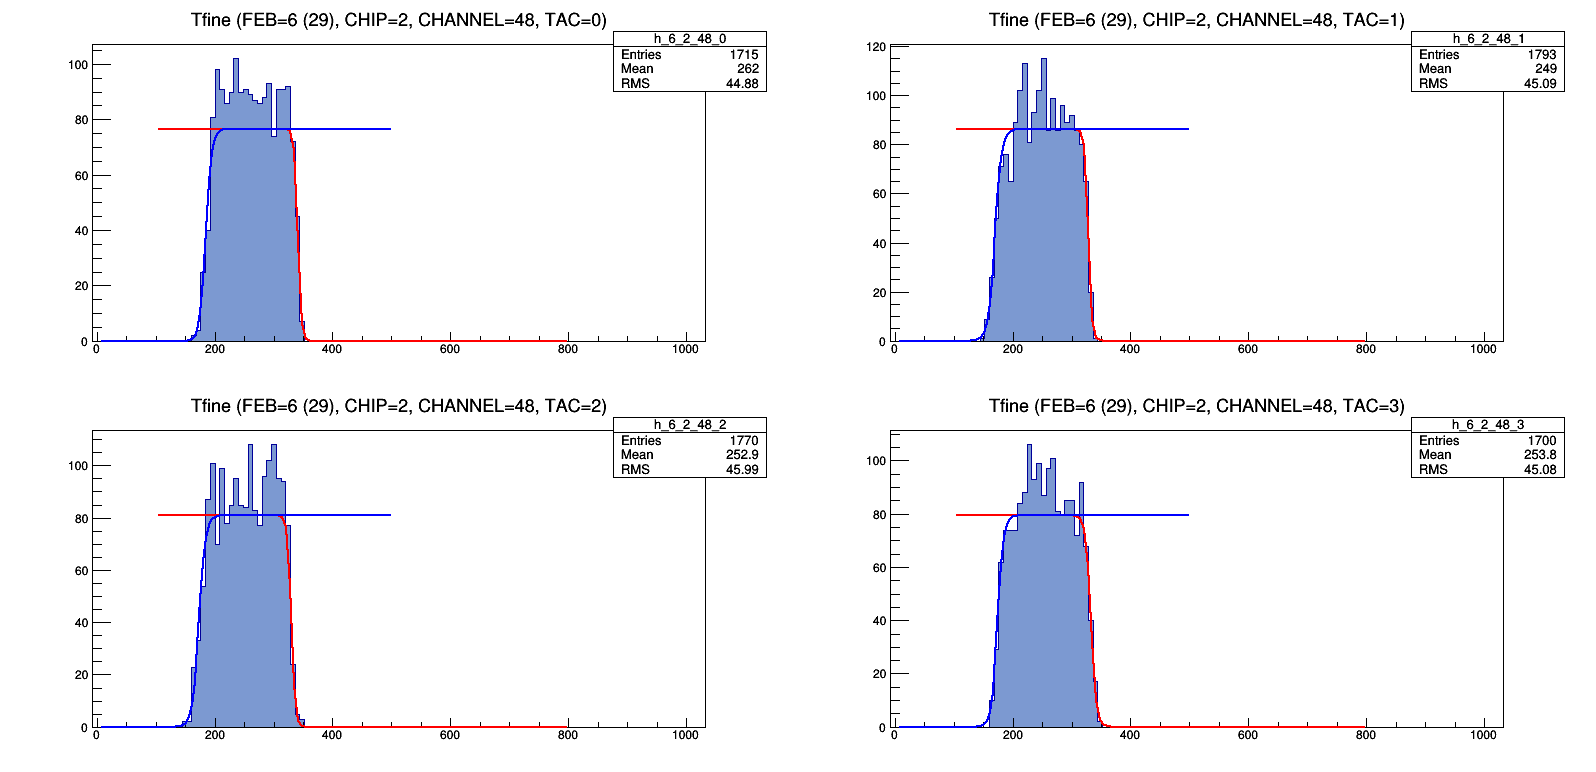 Tfine (FEB=6 (29), CHIP=2, CHANNEL=48, TAC=0)
h_6_2_48_0
Entries 1715
Mean 262
RMS 44.88
100
80
60
40
20
0
0 200 400 600 800 1000
Tfine (FEB=6 (29), CHIP=2, CHANNEL=48, TAC=1)
h_6_2_48_1
Entries 1793
Mean 249
RMS 45.09
120
100
80
60
40
20
0
0 200 400 600 800 1000
Tfine (FEB=6 (29), CHIP=2, CHANNEL=48, TAC=2)
h_6_2_48_2
Entries 1770
Mean 252.9
RMS 45.99
100
80
60
40
20
0
0 200 400 600 800 1000
Tfine (FEB=6 (29), CHIP=2, CHANNEL=48, TAC=3)
h_6_2_48_3
Entries 1700
Mean 253.8
RMS 45.08
100
80
60
40
20
0
0 200 400 600 800 1000